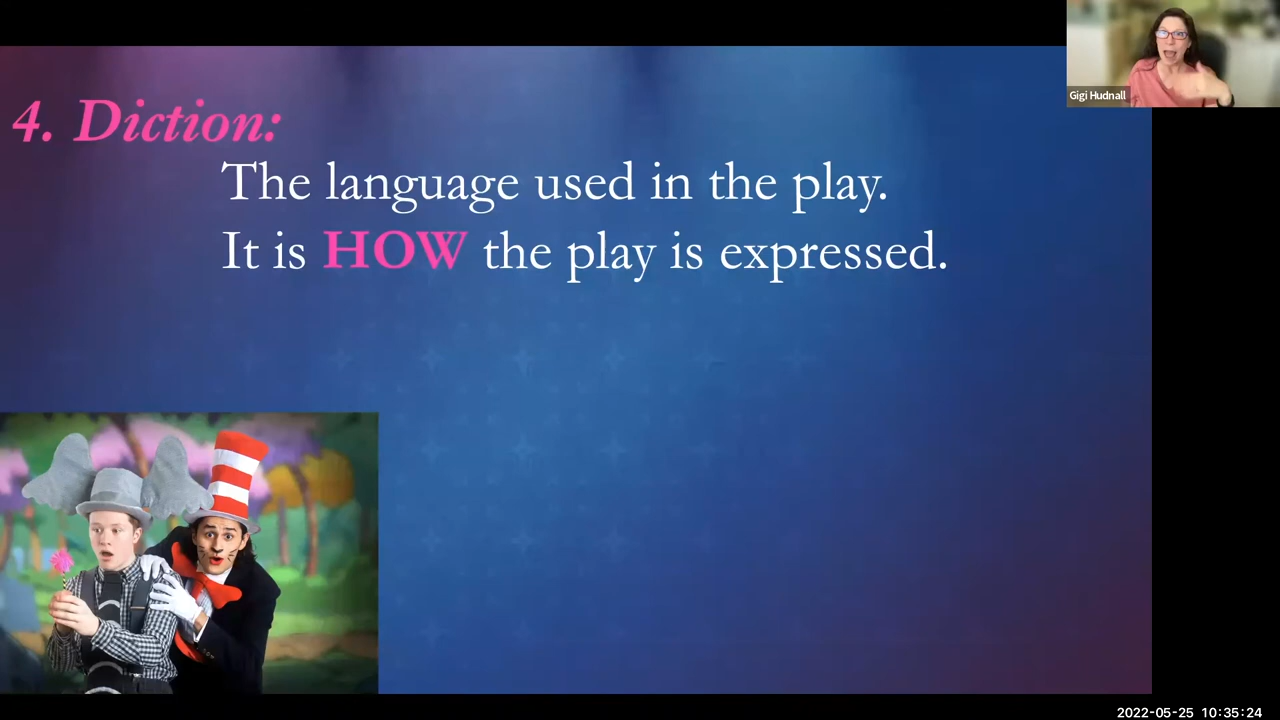 Gigi Hudnall
4. Diction:
The language used in the play.
It is HOW the play is expressed.
2022-05-25 10:35:24